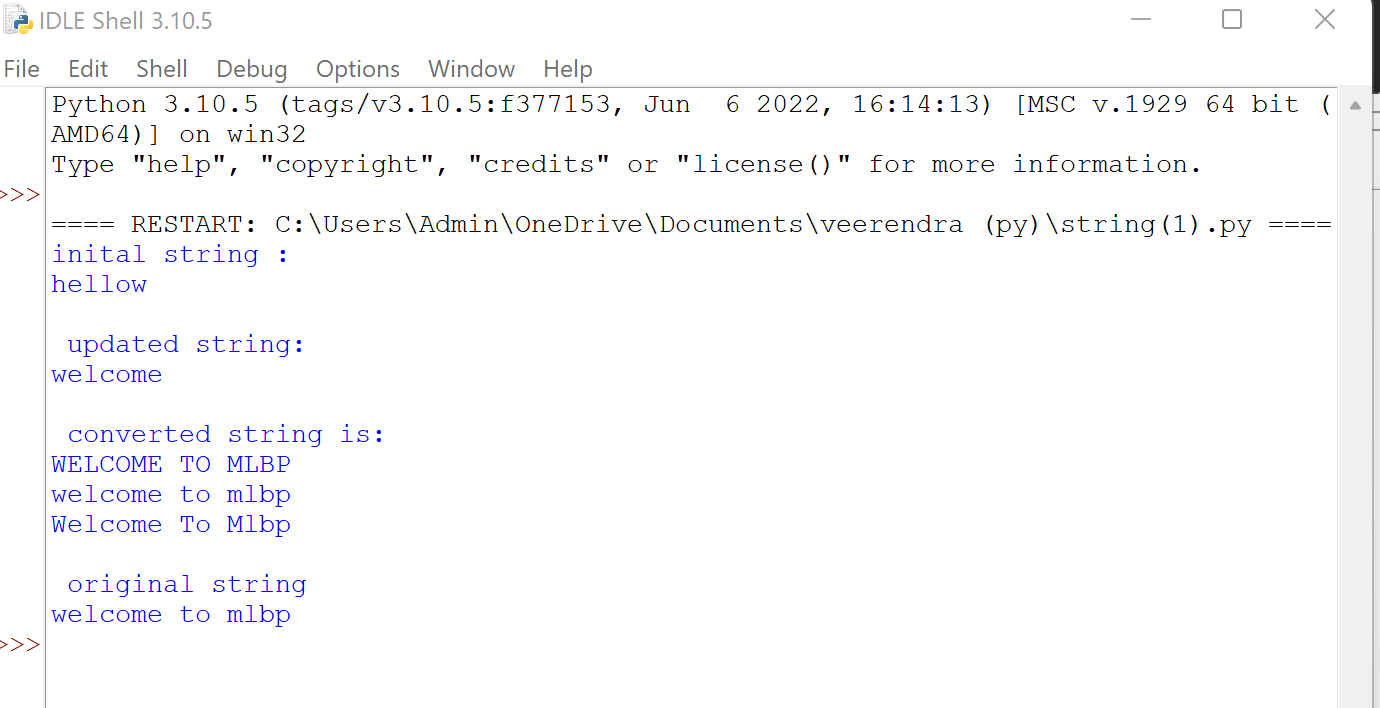 IDLE Shell 3.10.5
File Edit Shell Debug Options Window Help
Python 3.10.5 (tags/v3.10.5:f377153, Jun  6 2022, 16:14:13) [MSC v.1929 64 bit (
AMD64)] on win32
Type "help", "copyright", "credits" or "license()" for more information.
>>>
==== RESTART: C:\Users\Admin\OneDrive\Documents\veerendra (py)\string(1).py ====
inital string :
hellow
updated string:
welcome
converted string is:
WELCOME TO MLBP
welcome to mlbp
Welcome To Mlbp
original string
welcome to mlbp
>>>